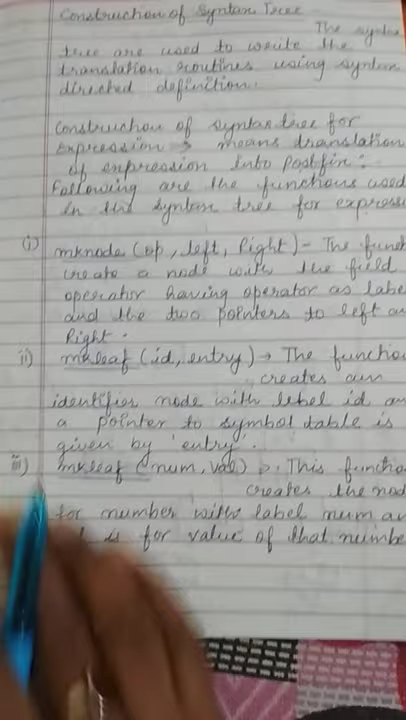 Construction of Syntax Tree
The synta
tree are used to write the
translation routines using syntax
directed definition.
Construction of syntax tree for
Expression → means translation
of expression into postfix:
Following are the functions used
in the syntax tree for express
(i) mknode (op, left, Right) - The funct
create a node with the field
operator having operator as labe
and the two pointers to left an
Right.
ii) mkleaf (id, entry) → The functio
creates an
identifier node with label id an
a pointer to symbol table is
given by 'entry'.
iii) mkleaf (num, val) → This functio
creates the nod
for number with label num an
is for value of that numbe